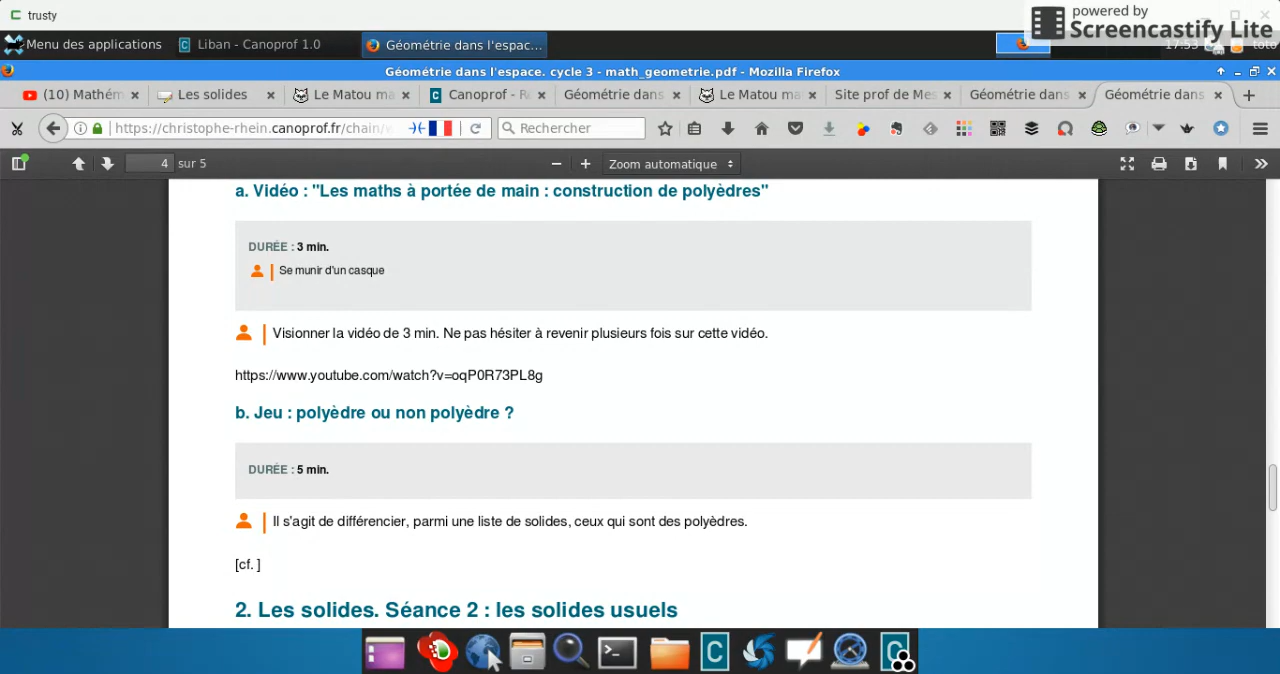 trusty
powered by
Screencastify Lite
Menu des applications
Liban - Canoprof 1.0
Géométrie dans l'espac...
17:53
toto
Géométrie dans l'espace. cycle 3 - math_geometrie.pdf - Mozilla Firefox
(10) Mathém
Les solides
Le Matou ma
Canoprof - R
Géométrie dans
Le Matou ma
Site prof de Mes
Géométrie dans
Géométrie dans
https://christophe-rhein.canoprof.fr/chain/
Rechercher
4 sur 5
Zoom automatique
a. Vidéo : "Les maths à portée de main : construction de polyèdres"
DURÉE : 3 min.
Se munir d'un casque
Visionner la vidéo de 3 min. Ne pas hésiter à revenir plusieurs fois sur cette vidéo.
https://www.youtube.com/watch?v=oqP0R73PL8g
b. Jeu : polyèdre ou non polyèdre ?
DURÉE : 5 min.
Il s'agit de différencier, parmi une liste de solides, ceux qui sont des polyèdres.
[cf. ]
2. Les solides. Séance 2 : les solides usuels